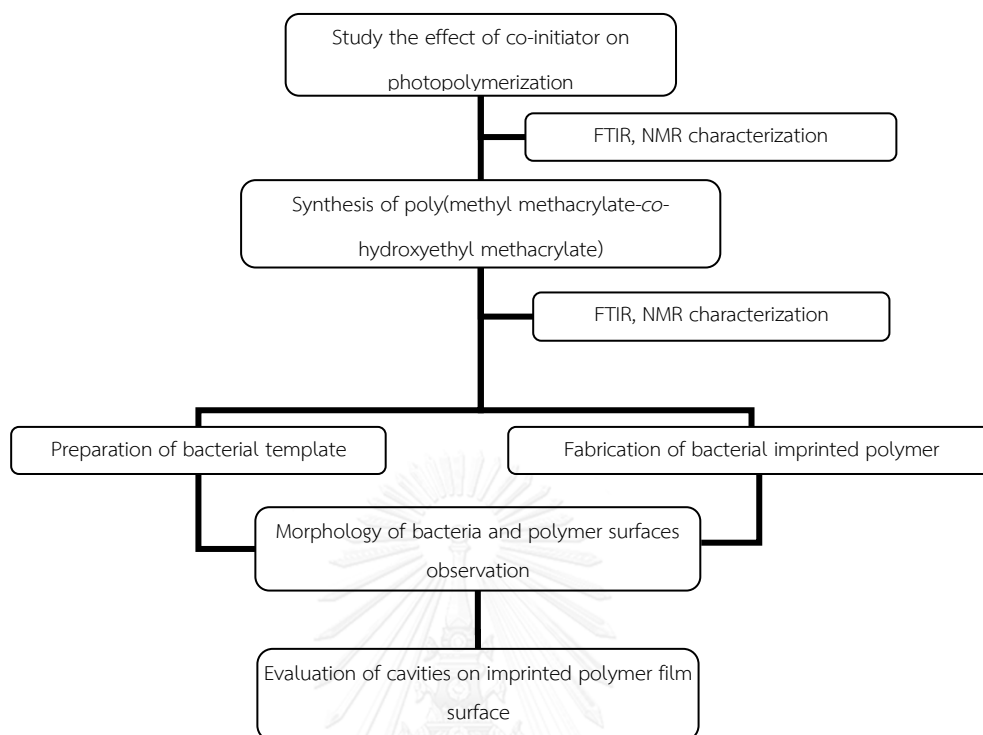 Study the effect of co-initiator on
photopolymerization
FTIR, NMR characterization
Synthesis of poly(methyl methacrylate-co-
hydroxyethyl methacrylate)
FTIR, NMR characterization
Preparation of bacterial template
Fabrication of bacterial imprinted polymer
Morphology of bacteria and polymer surfaces
observation
Evaluation of cavities on imprinted polymer film
surface